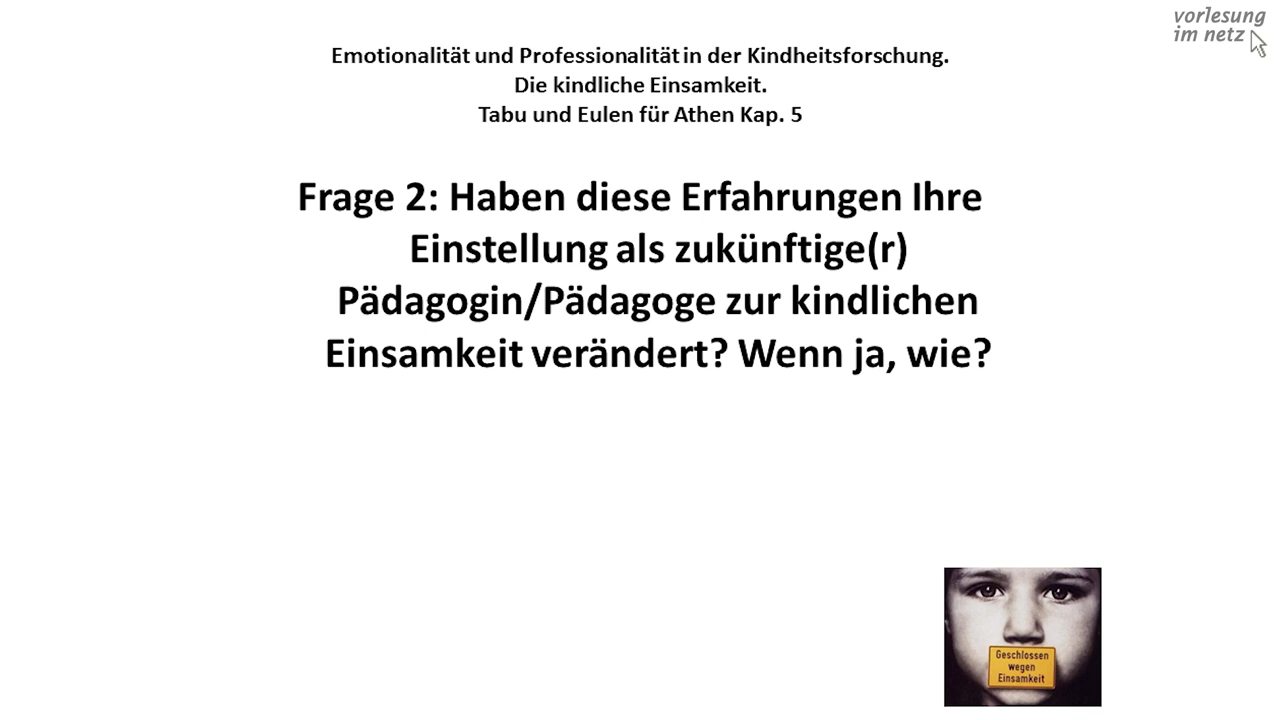 vorlesung
im netz
Emotionalität und Professionalität in der Kindheitsforschung.
Die kindliche Einsamkeit.
Tabu und Eulen für Athen Kap. 5
Frage 2: Haben diese Erfahrungen Ihre
Einstellung als zukünftige(r)
Pädagogin/Pädagoge zur kindlichen
Einsamkeit verändert? Wenn ja, wie?
Geschlossen
wegen
Einsamkeit